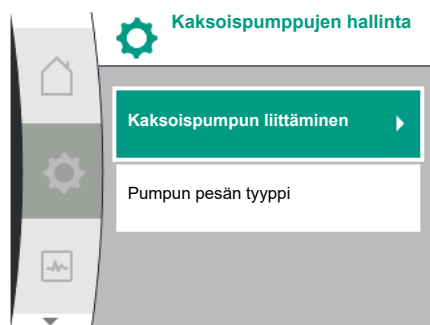 Kaksoispumppujen hallinta
Kaksoispumpun liittäminen
Pumpun pesän tyyppi